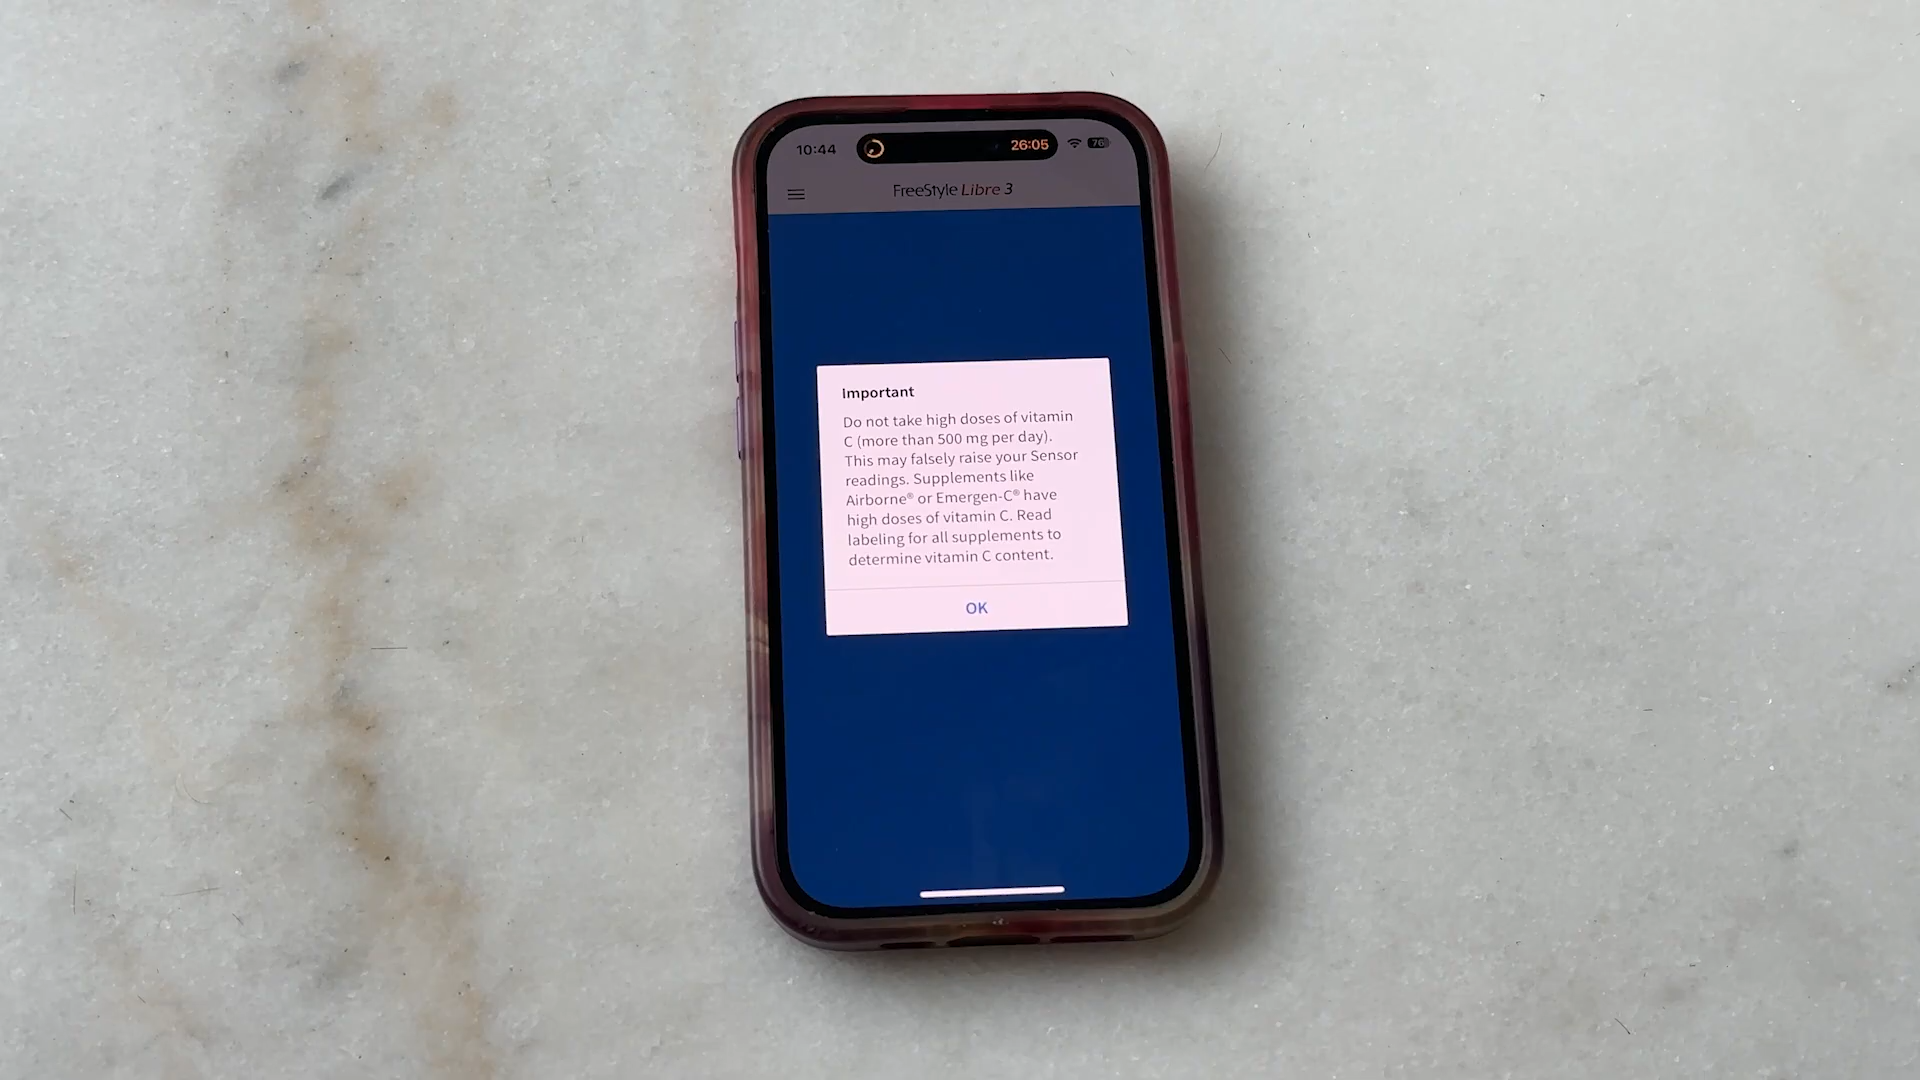 10:44
26:05
76
FreeStyle Libre 3
Important
Do not take high doses of vitamin
C (more than 500 mg per day).
This may falsely raise your Sensor
readings. Supplements like
Airborne® or Emergen-C® have
high doses of vitamin C. Read
labeling for all supplements to
determine vitamin C content.
OK